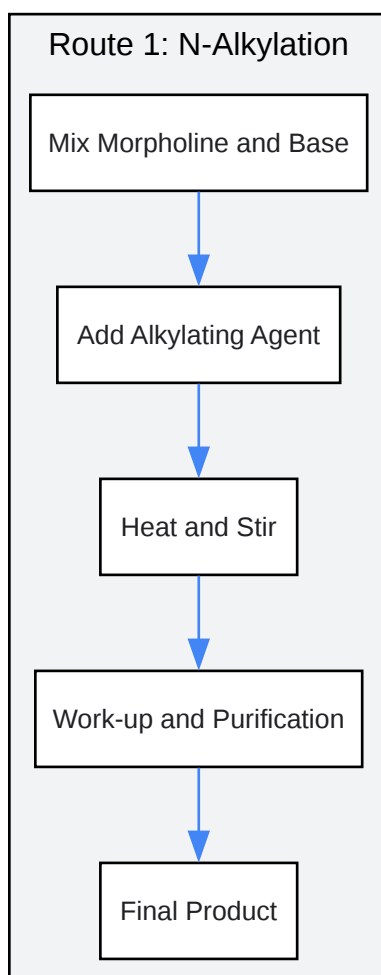 Route 1: N-Alkylation
Mix Morpholine and Base
Add Alkylating Agent
Heat and Stir
Work-up and Purification
Final Product